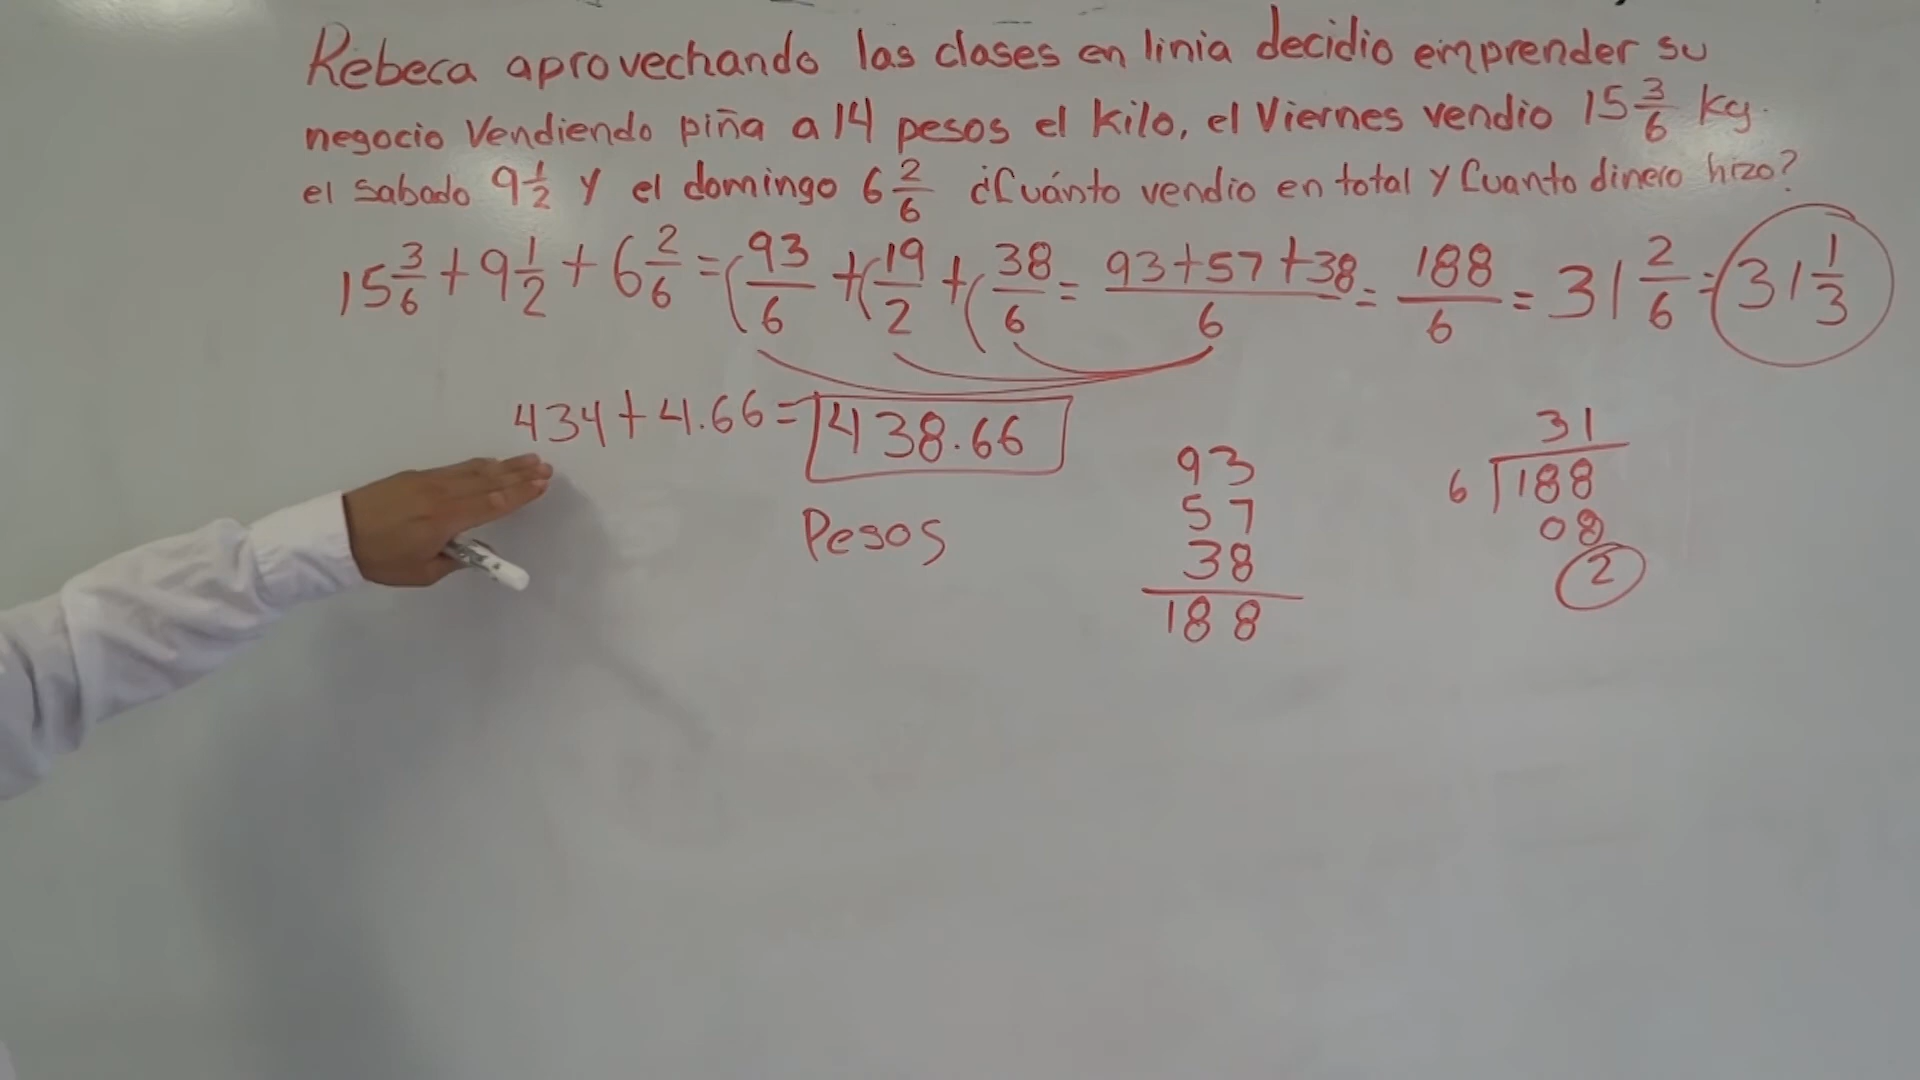 Rebeca aprovechando las clases en linia decidio emprender su
negocio vendiendo piña a 14 pesos el kilo, el Viernes vendio 15 3/6 kg.
el sabado 9 1/2 y el domingo 6 2/6 ¿Cuánto vendio en total y Cuanto dinero hizo?
15 3/6 + 9 1/2 + 6 2/6 = (93/6 + (19/2 + (38/6 = 93+57+38/6 = 188/6 = 31 2/6 = 31 1/3
434 + 4.66 = 438.66
Pesos
93
57
38
188
31
6 188
08
2